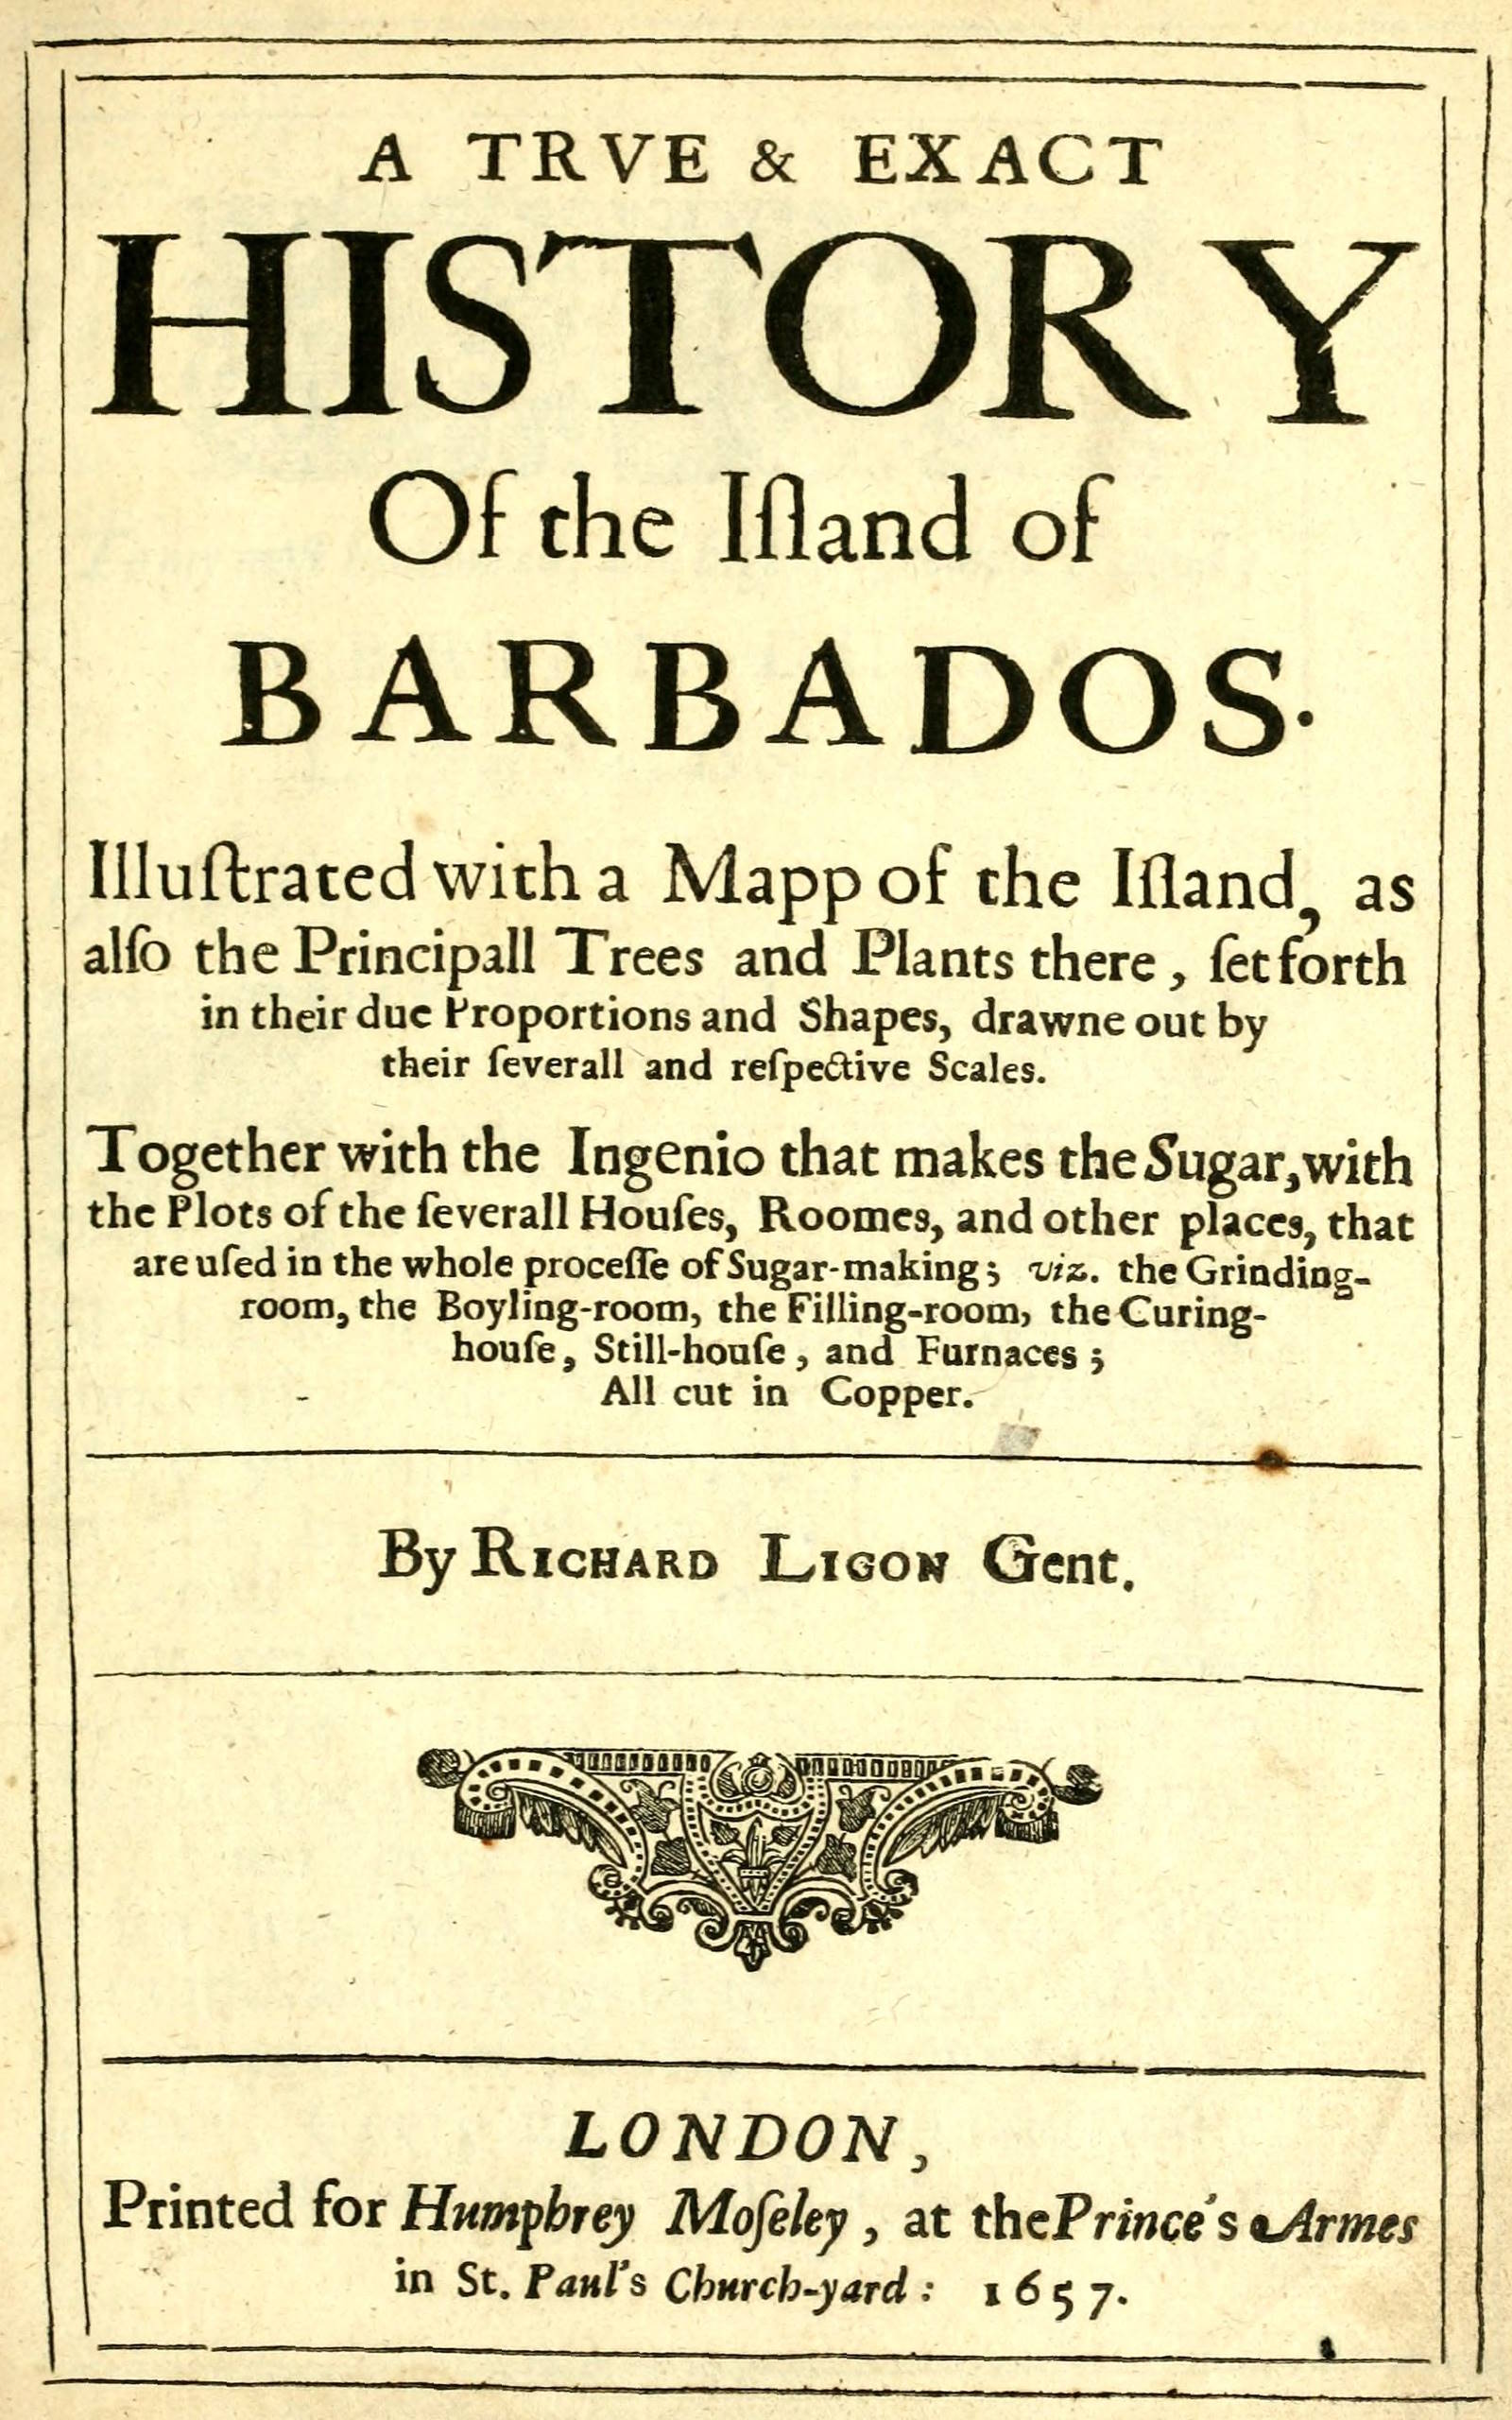 A TRVE & EXACT
HISTORY
Of the Iſland of
BARBADOS.
Illuſtrated with a Mapp of the Iſland, as
alſo the Principall Trees and Plants there, ſet forth
in their due Proportions and Shapes, drawne out by
their ſeverall and reſpective Scales.
Together with the Ingenio that makes the Sugar, with
the Plots of the ſeverall Houſes, Roomes, and other places, that
are uſed in the whole proceſſe of Sugar-making; viz. the Grinding-
room, the Boyling-room, the Filling-room, the Curing-
houſe, Still-houſe, and Furnaces;
All cut in Copper.
By RICHARD LIGON Gent.
LONDON,
Printed for Humphrey Moſeley, at the Prince's Armes
in St. Paul's Church-yard: 1657.